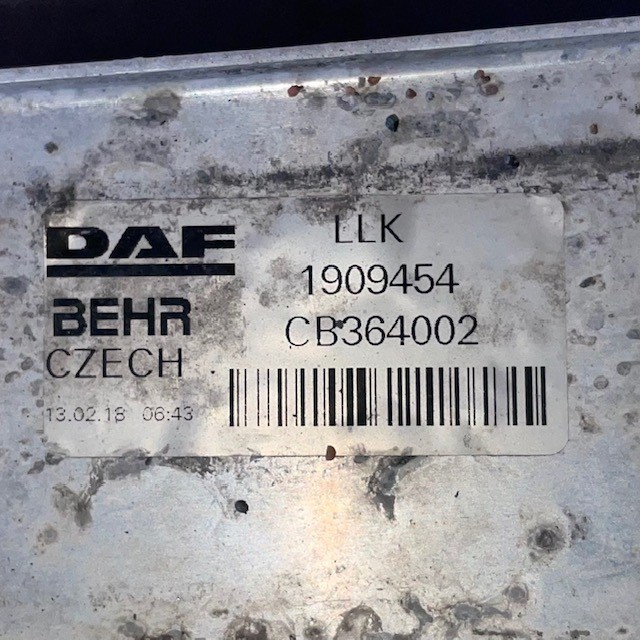 DAF
BEHR
CZECH
13.02.18 06:43
LLK
1909454
CB364002